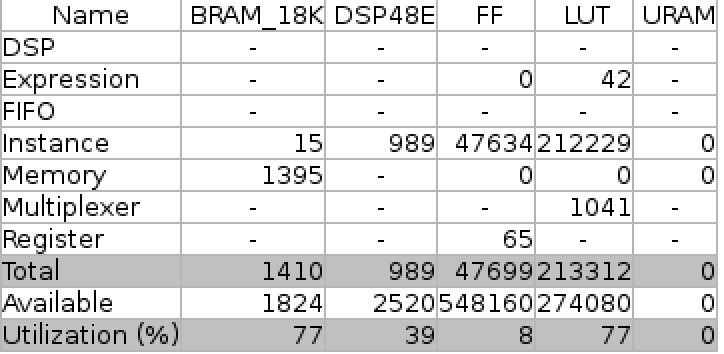 Name BRAM_18K DSP48E FF LUT URAM
DSP - - - - -
Expression - - 0 42 -
FIFO - - - - -
Instance 15 989 47634 212229 0
Memory 1395 - 0 0 0
Multiplexer - - - 1041 -
Register - - 65 - -
Total 1410 989 47699 213312 0
Available 1824 2520 548160 274080 0
Utilization (%) 77 39 8 77 0